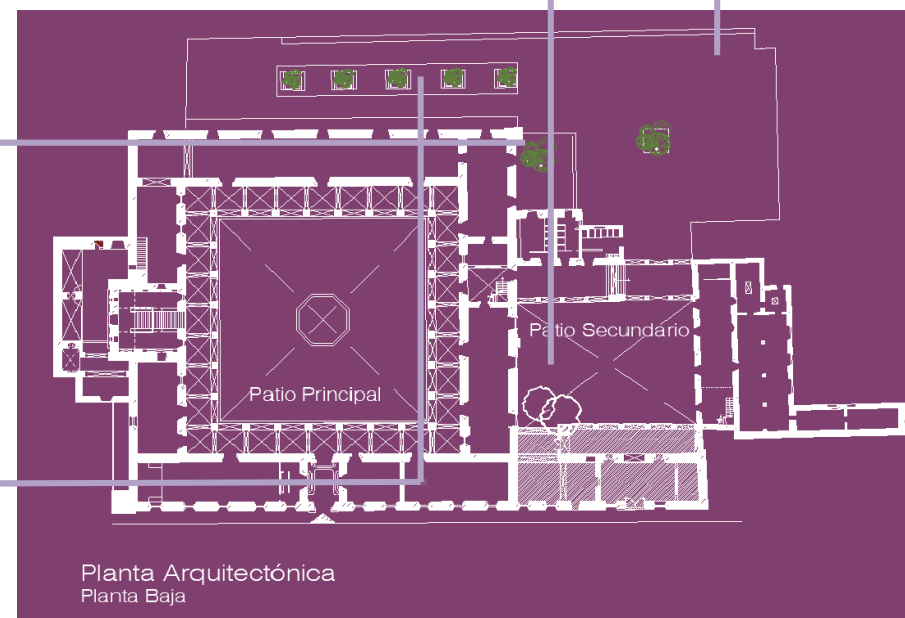 Patio Secundario
Patio Principal
Planta Arquitectónica
Planta Baja